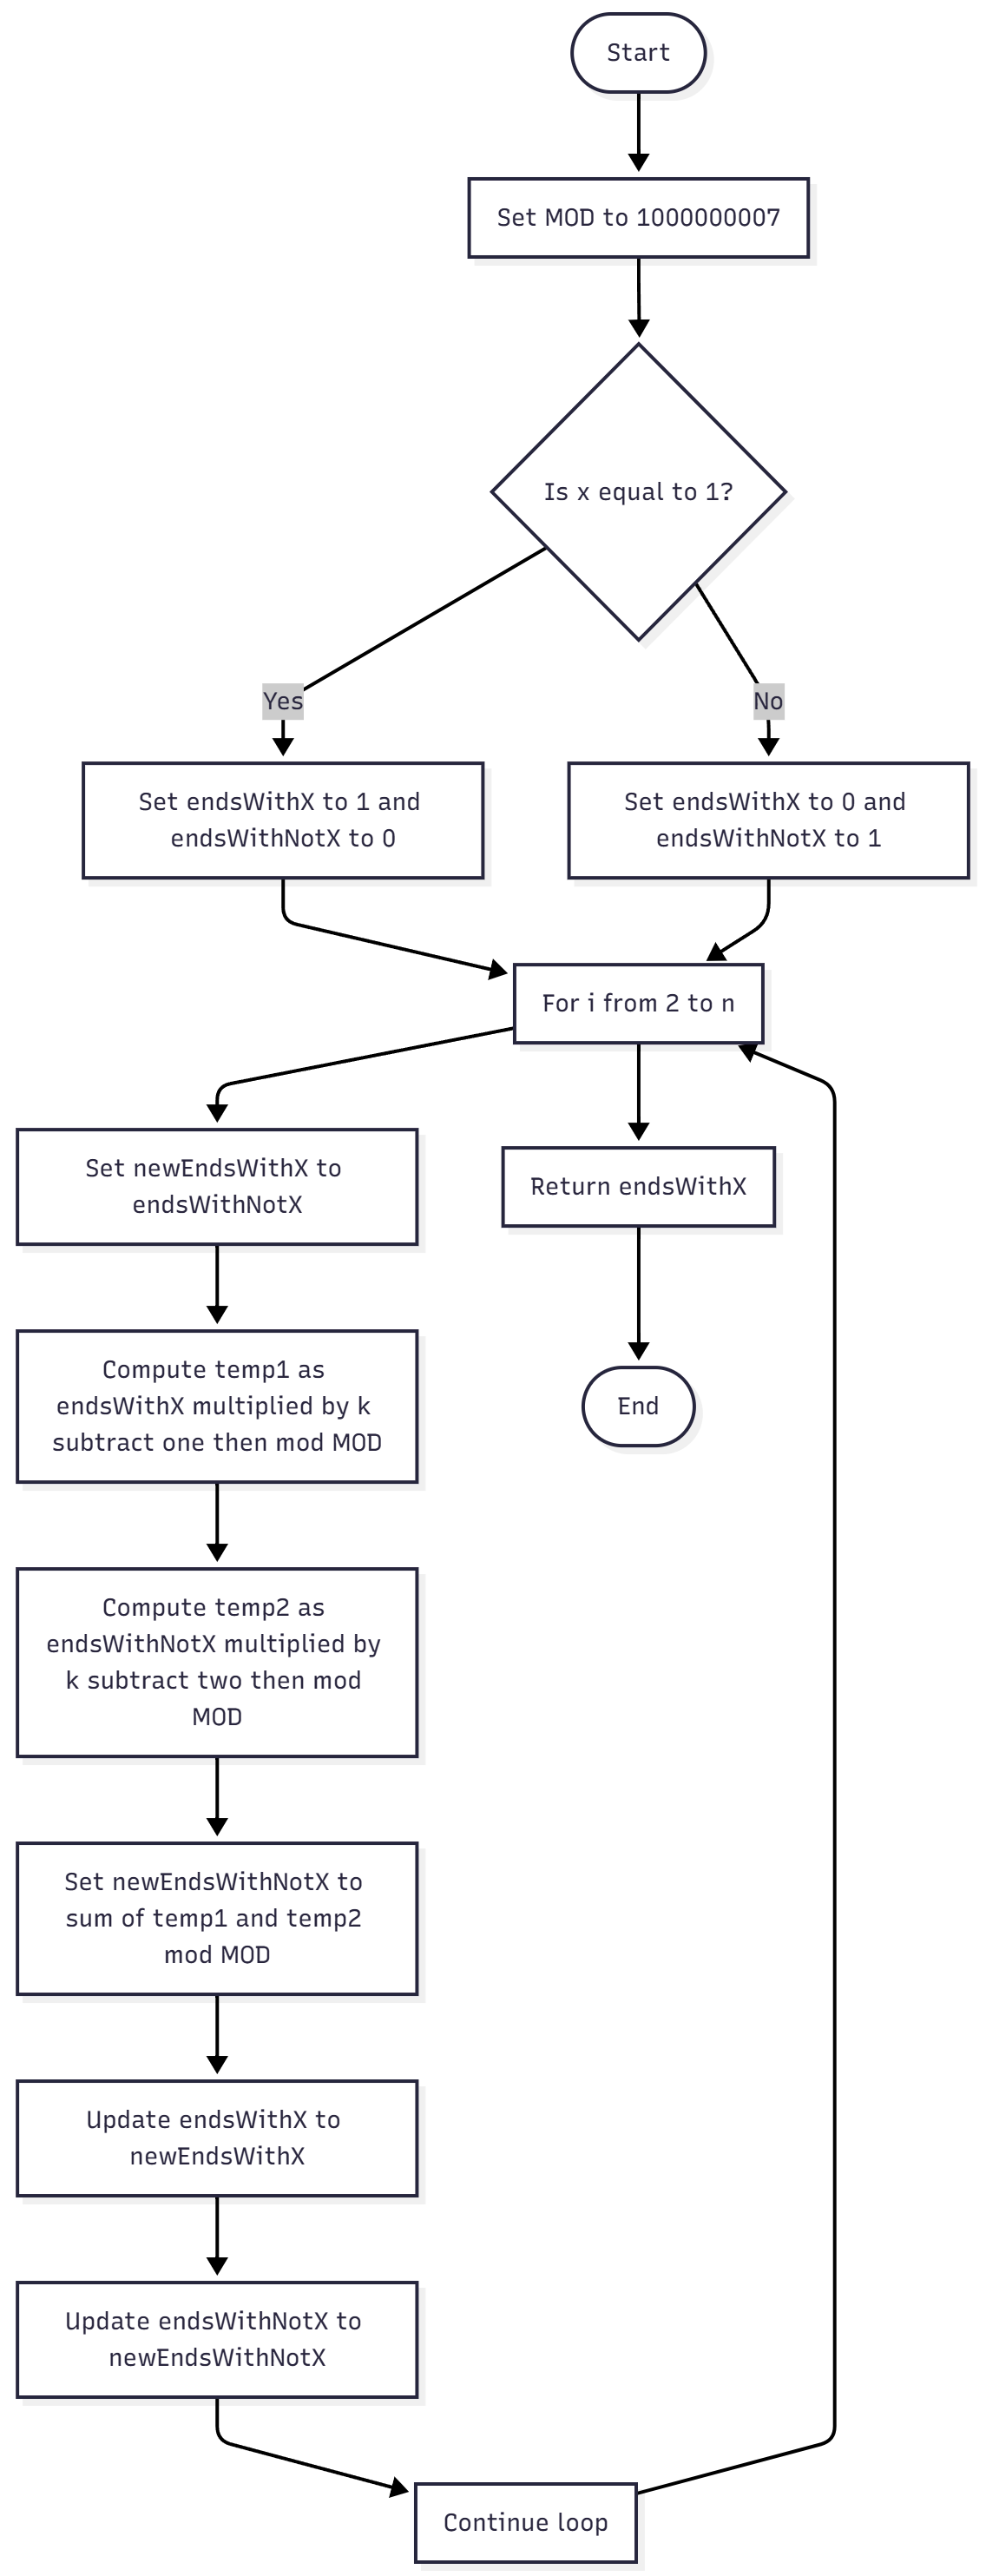 Start
Set MOD to 1000000007
Is x equal to 1?
Yes
No
Set endsWithX to 1 and
endsWithNotX to 0
Set endsWithX to 0 and
endsWithNotX to 1
For i from 2 to n
Set newEndsWithX to
endsWithNotX
Return endsWithX
Compute temp1 as
endsWithX multiplied by k
subtract one then mod MOD
End
Compute temp2 as
endsWithNotX multiplied by
k subtract two then mod
MOD
Set newEndsWithNotX to
sum of temp1 and temp2
mod MOD
Update endsWithX to
newEndsWithX
Update endsWithNotX to
newEndsWithNotX
Continue loop